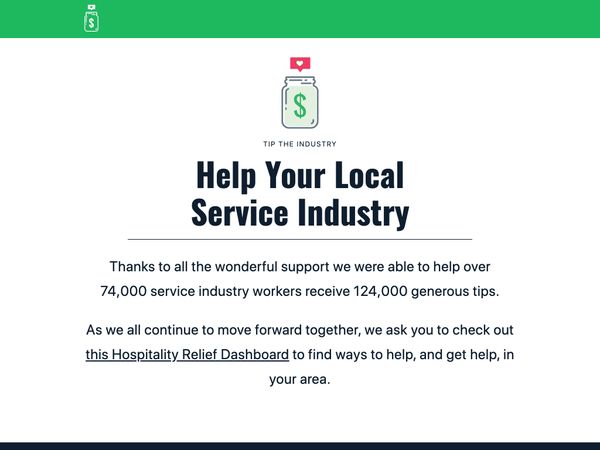 $
$
TIP THE INDUSTRY
Help Your Local
Service Industry
Thanks to all the wonderful support we were able to help over
74,000 service industry workers receive 124,000 generous tips.
As we all continue to move forward together, we ask you to check out
this Hospitality Relief Dashboard to find ways to help, and get help, in
your area.